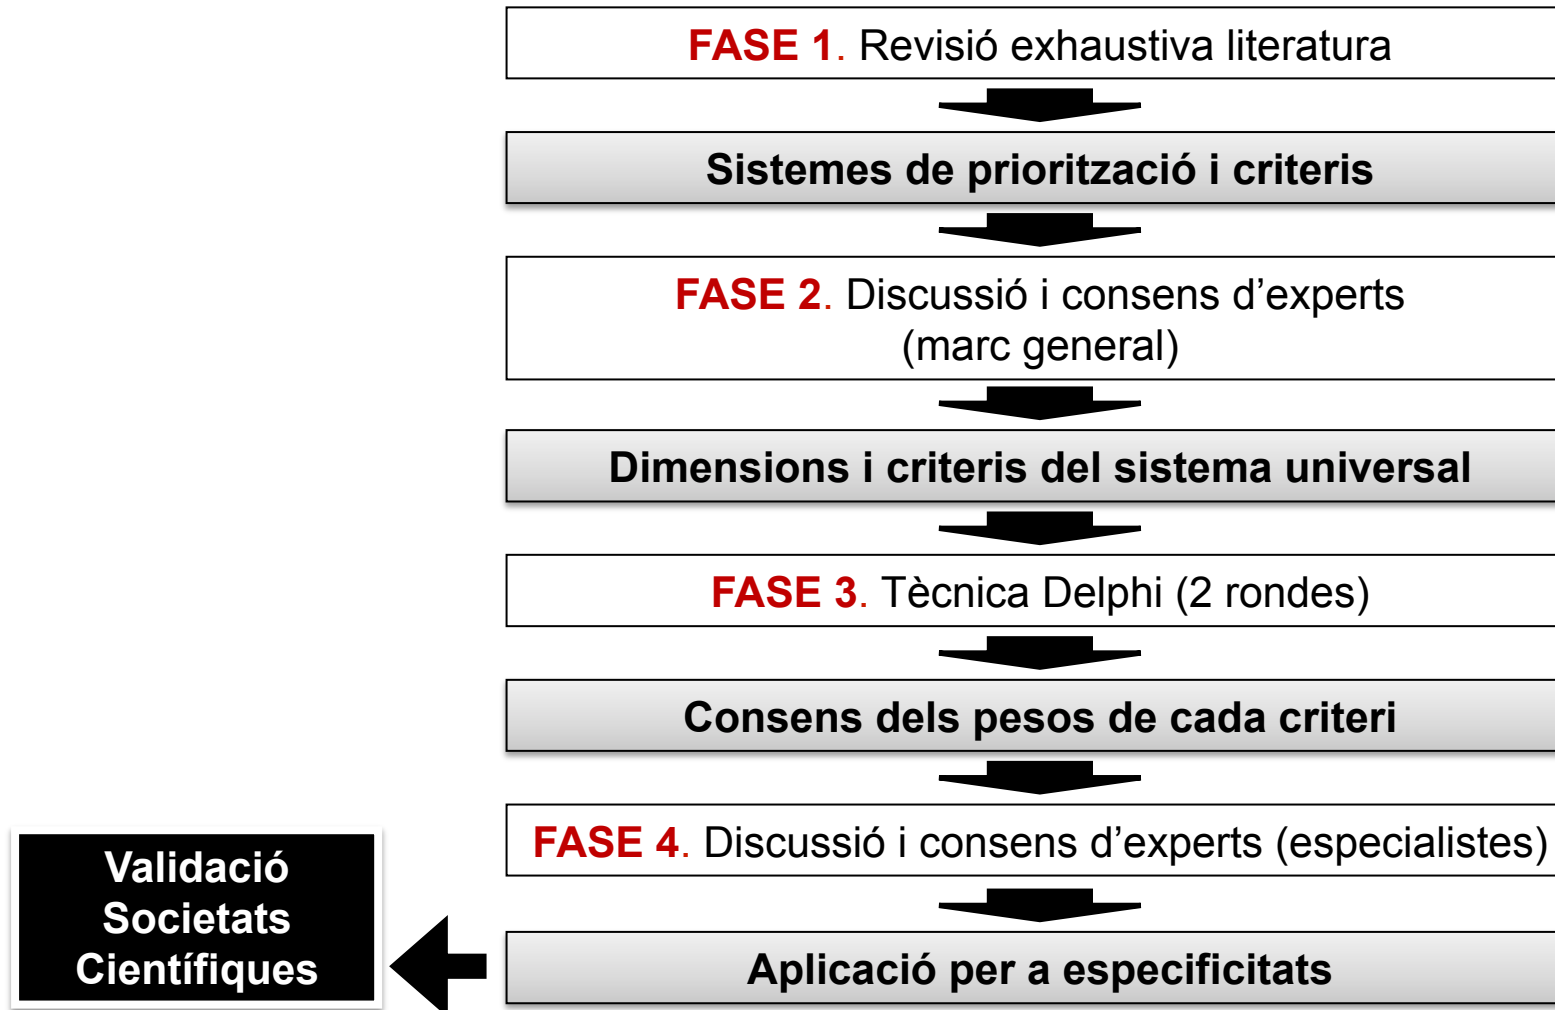 FASE 1. Revisió exhaustiva literatura
Sistemes de priorització i criteris
FASE 2. Discussió i consens d’experts
(marc general)
Dimensions i criteris del sistema universal
FASE 3. Tècnica Delphi (2 rondes)
Consens dels pesos de cada criteri
FASE 4. Discussió i consens d’experts (especialistes)
Aplicació per a especificitats
Validació
Societats
Científiques